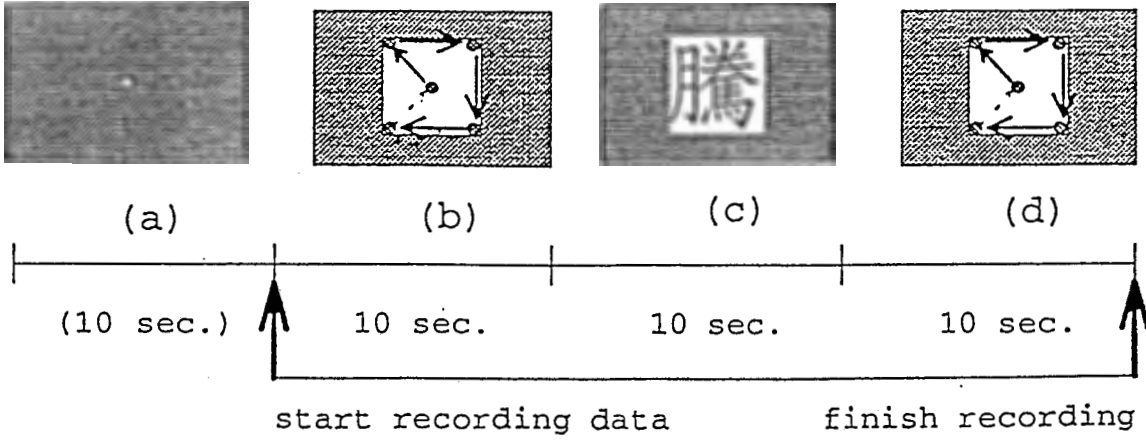 騰
(a) (b) (c) (d)
(10 sec.) 10 sec. 10 sec. 10 sec.
start recording data finish recording